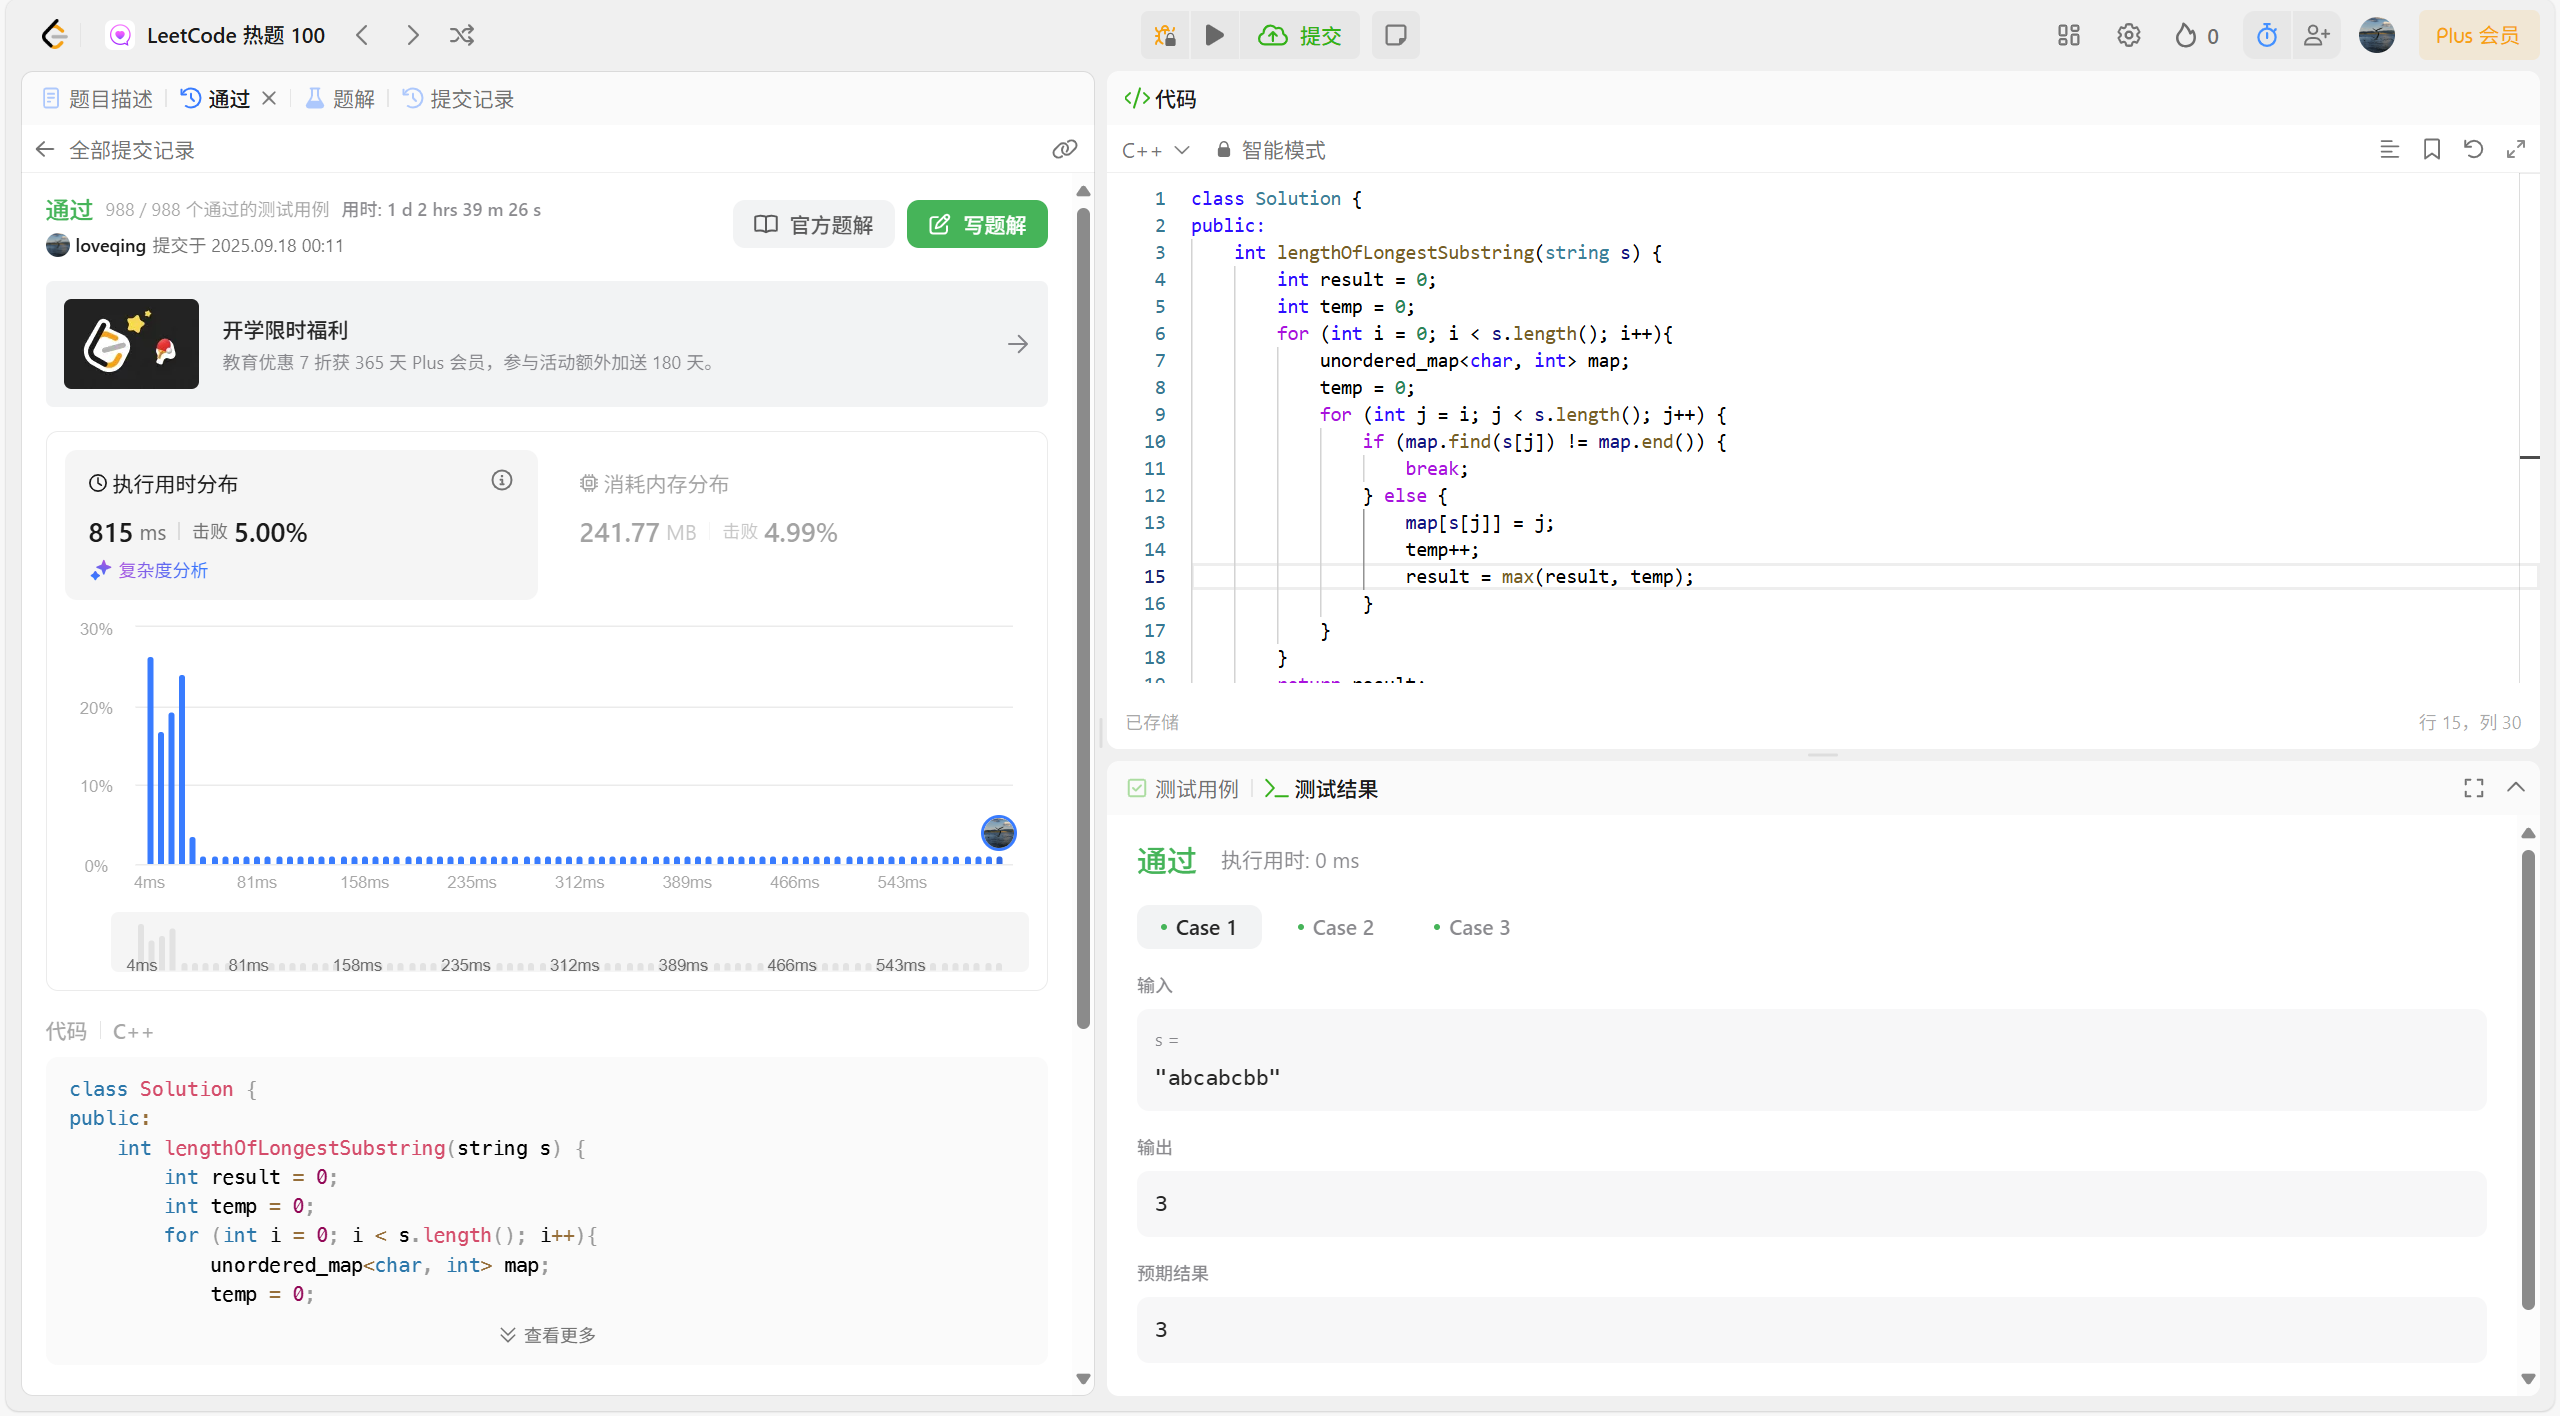 LeetCode 热题 100
提交
0
Plus 会员
题目描述
通过
题解
提交记录
全部提交记录
通过 988 / 988 个通过的测试用例 用时: 1 d 2 hrs 39 m 26 s
loveqing 提交于 2025.09.18 00:11
官方题解
写题解
开学限时福利
教育优惠 7 折获 365 天 Plus 会员，参与活动额外加送 180 天。
执行用时分布
815 ms 击败 5.00%
复杂度分析
消耗内存分布
241.77 MB 击败 4.99%
30%
20%
10%
0%
4ms 81ms 158ms 235ms 312ms 389ms 466ms 543ms
4ms 81ms 158ms 235ms 312ms 389ms 466ms 543ms
代码 C++
class Solution {
public:
    int lengthOfLongestSubstring(string s) {
        int result = 0;
        int temp = 0;
        for (int i = 0; i < s.length(); i++){
            unordered_map<char, int> map;
            temp = 0;
查看更多
代码
C++ 智能模式
1 class Solution {
2 public:
3     int lengthOfLongestSubstring(string s) {
4         int result = 0;
5         int temp = 0;
6         for (int i = 0; i < s.length(); i++){
7             unordered_map<char, int> map;
8             temp = 0;
9             for (int j = i; j < s.length(); j++) {
10                 if (map.find(s[j]) != map.end()) {
11                     break;
12                 } else {
13                     map[s[j]] = j;
14                     temp++;
15                     result = max(result, temp);
16                 }
17             }
18         }
19         return result;
已存储
行 15，列 30
测试用例
测试结果
通过 执行用时: 0 ms
Case 1
Case 2
Case 3
输入
s =
"abcabcbb"
输出
3
预期结果
3